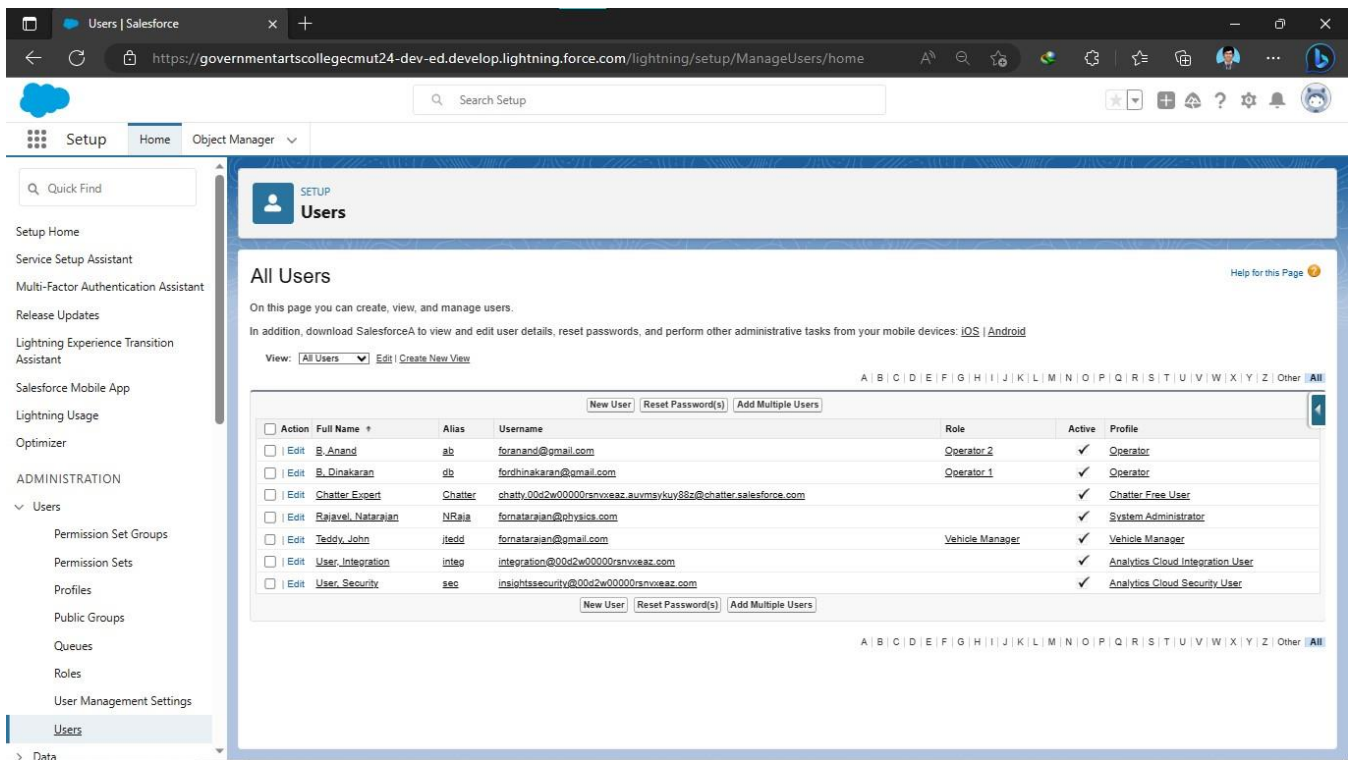 Users | Salesforce
https://governmentartscollegecmut24-dev-ed.develop.lightning.force.com/lightning/setup/ManageUsers/home
Search Setup
Setup Home Object Manager
Quick Find
Setup Home
Service Setup Assistant
Multi-Factor Authentication Assistant
Release Updates
Lightning Experience Transition
Assistant
Salesforce Mobile App
Lightning Usage
Optimizer
ADMINISTRATION
Users
Permission Set Groups
Permission Sets
Profiles
Public Groups
Queues
Roles
User Management Settings
Users
Data
SETUP
Users
All Users
Help for this Page
On this page you can create, view, and manage users.
In addition, download SalesforceA to view and edit user details, reset passwords, and perform other administrative tasks from your mobile devices: iOS | Android
View: All Users Edit | Create New View
A | B | C | D | E | F | G | H | I | J | K | L | M | N | O | P | Q | R | S | T | U | V | W | X | Y | Z | Other All
New User Reset Password(s) Add Multiple Users
Action Full Name ↑ Alias Username Role Active Profile
| Edit B, Anand ab foranand@gmail.com Operator 2 ✓ Operator
| Edit B, Dinakaran db fordhinakaran@gmail.com Operator 1 ✓ Operator
| Edit Chatter Expert Chatter chatty.00d2w00000rsnvxeaz.auvmsykuy88z@chatter.salesforce.com ✓ Chatter Free User
| Edit Rajavel, Natarajan NRaja fornatarajan@physics.com ✓ System Administrator
| Edit Teddy, John jtedd fornatarajan@gmail.com Vehicle Manager ✓ Vehicle Manager
| Edit User, Integration integ integration@00d2w00000rsnvxeaz.com ✓ Analytics Cloud Integration User
| Edit User, Security sec insightssecurity@00d2w00000rsnvxeaz.com ✓ Analytics Cloud Security User
New User Reset Password(s) Add Multiple Users
A | B | C | D | E | F | G | H | I | J | K | L | M | N | O | P | Q | R | S | T | U | V | W | X | Y | Z | Other All